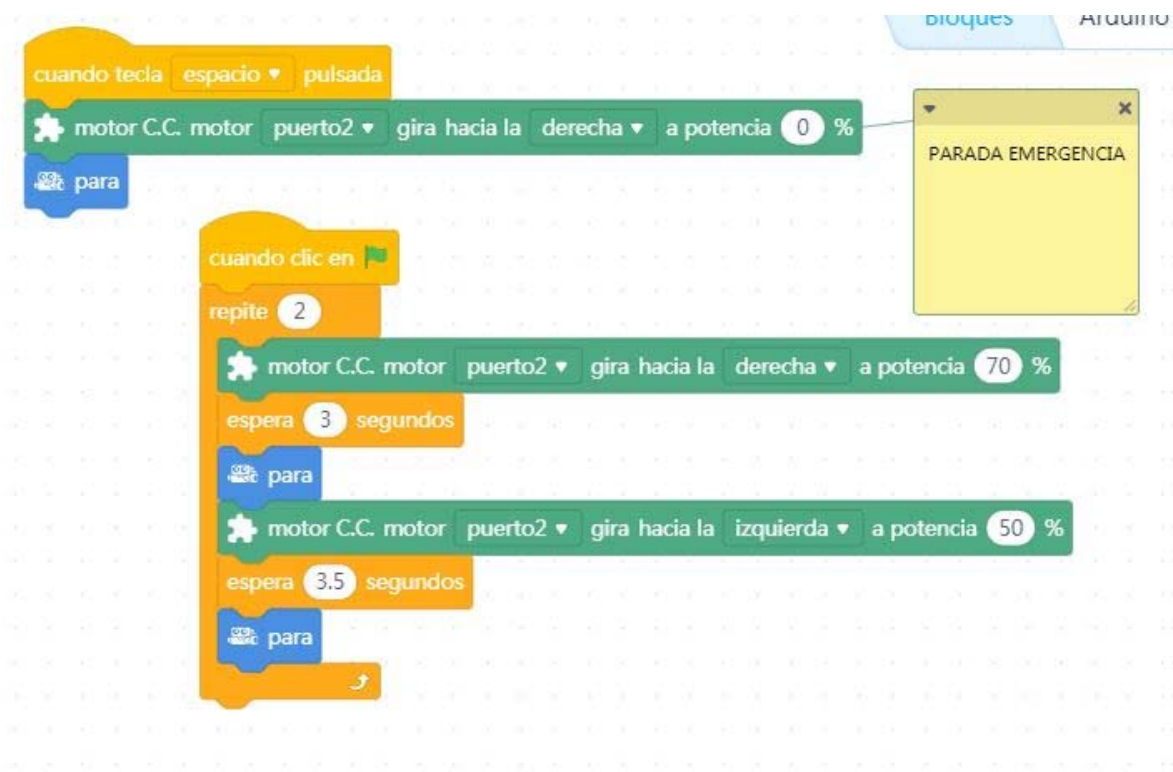 Bloques Arduino
cuando tecla espacio pulsada
motor C.C. motor puerto2 gira hacia la derecha a potencia 0 %
PARADA EMERGENCIA
para
cuando clic en
repite 2
motor C.C. motor puerto2 gira hacia la derecha a potencia 70 %
espera 3 segundos
para
motor C.C. motor puerto2 gira hacia la izquierda a potencia 50 %
espera 3.5 segundos
para